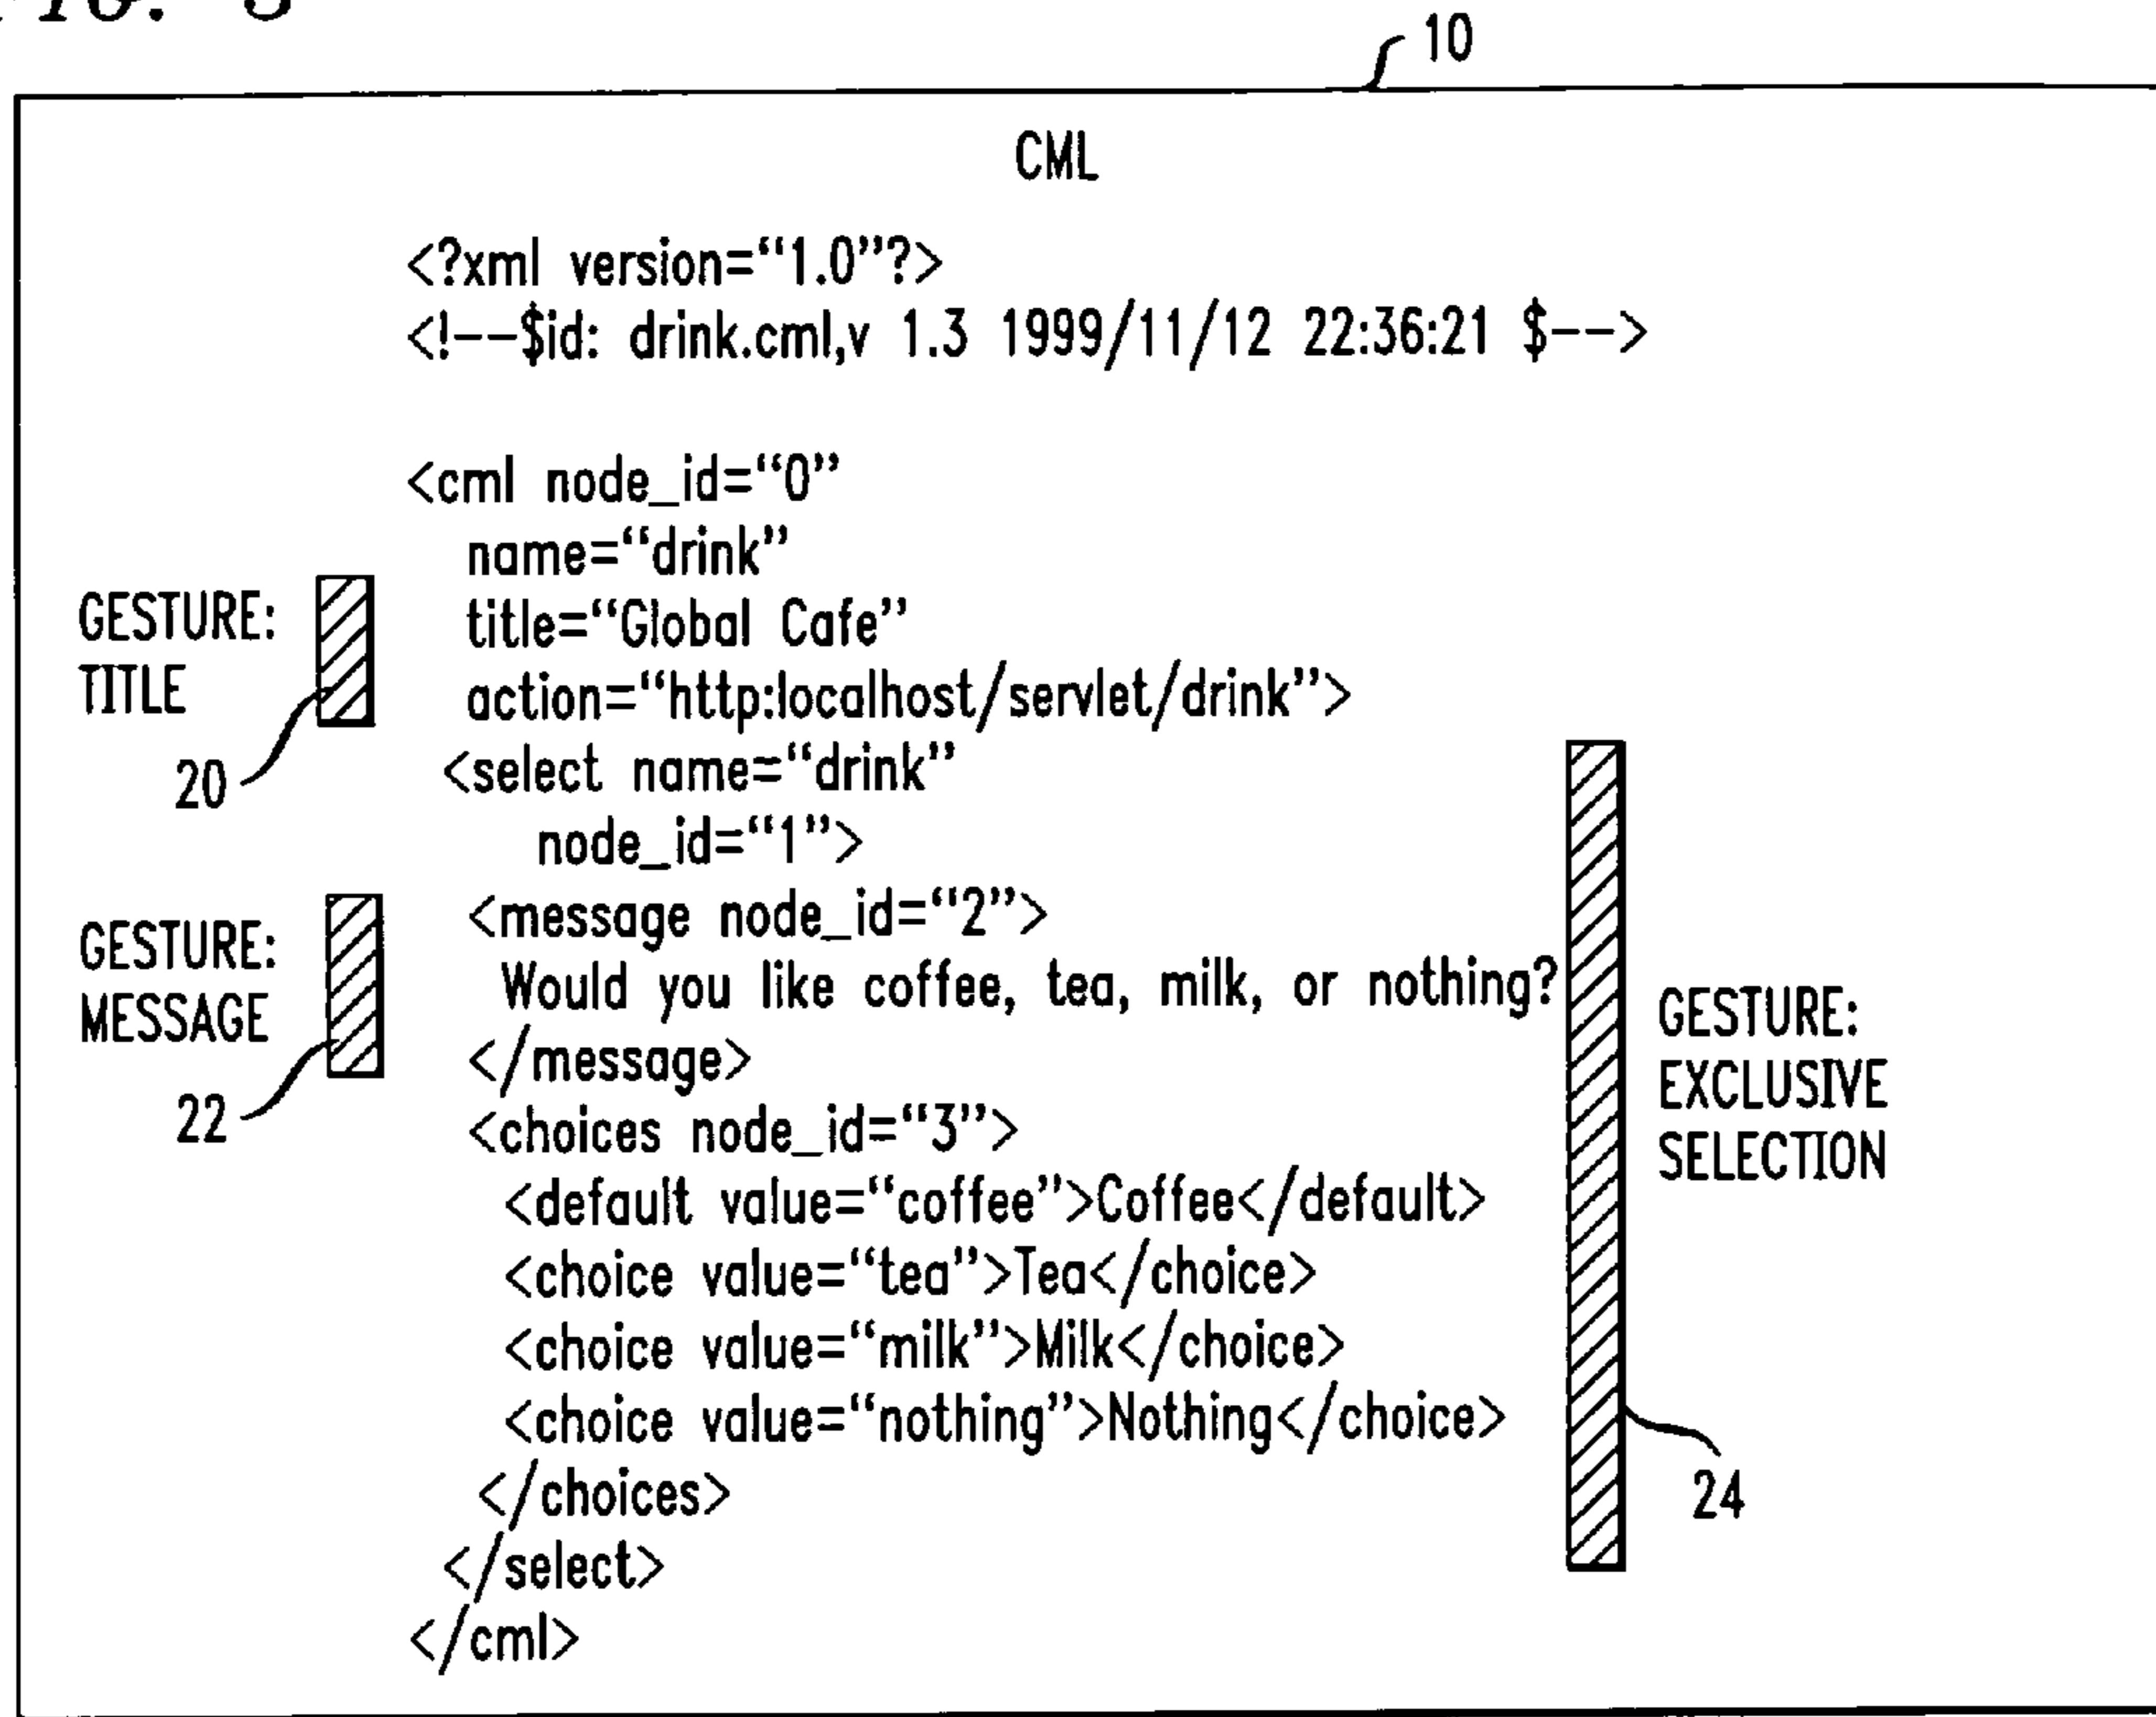 10
CML
<?xml version=“1.0”?>
<!--$id: drink.cml,v 1.3 1999/11/12 22:36:21 $-->
<cml node_id=“0”
name=“drink”
GESTURE:
TITLE
20
title=“Global Cafe”
action=“http:localhost/servlet/drink”>
<select name=“drink”
node_id=“1”>
GESTURE:
MESSAGE
22
<message node_id=“2”>
Would you like coffee, tea, milk, or nothing?
</message>
GESTURE:
EXCLUSIVE
SELECTION
24
<choices node_id=“3”>
<default value=“coffee”>Coffee</default>
<choice value=“tea”>Tea</choice>
<choice value=“milk”>Milk</choice>
<choice value=“nothing”>Nothing</choice>
</choices>
</select>
</cml>